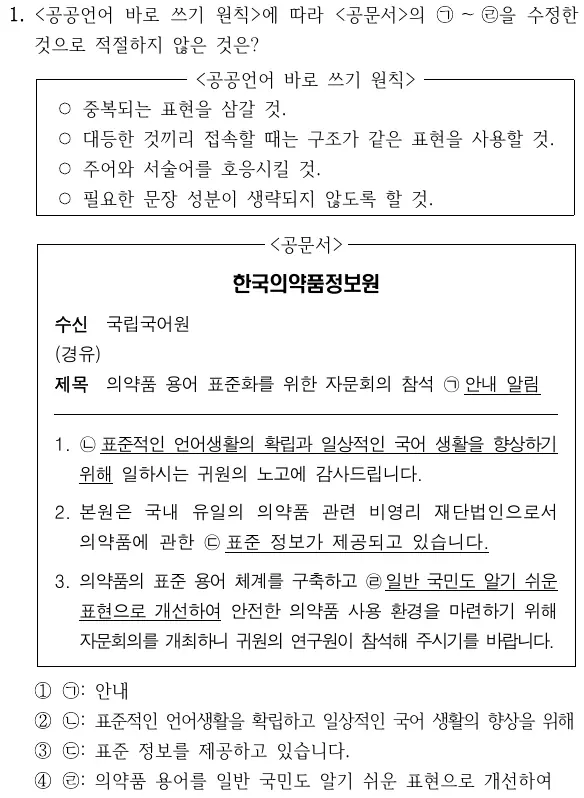 1. <공공언어 바로 쓰기 원칙>에 따라 <공문서>의 ㉠ ~ ㉣을 수정한
것으로 적절하지 않은 것은?
<공공언어 바로 쓰기 원칙>
○ 중복되는 표현을 삼갈 것.
○ 대등한 것끼리 접속할 때는 구조가 같은 표현을 사용할 것.
○ 주어와 서술어를 호응시킬 것.
○ 필요한 문장 성분이 생략되지 않도록 할 것.
<공문서>
한국의약품정보원
수신 국립국어원
(경유)
제목 의약품 용어 표준화를 위한 자문회의 참석 ㉠ 안내 알림
1. ㉡ 표준적인 언어생활의 확립과 일상적인 국어 생활을 향상하기
위해 일하시는 귀원의 노고에 감사드립니다.
2. 본원은 국내 유일의 의약품 관련 비영리 재단법인으로서
의약품에 관한 ㉢ 표준 정보가 제공되고 있습니다.
3. 의약품의 표준 용어 체계를 구축하고 ㉣ 일반 국민도 알기 쉬운
표현으로 개선하여 안전한 의약품 사용 환경을 마련하기 위해
자문회의를 개최하니 귀원의 연구원이 참석해 주시기를 바랍니다.
① ㉠: 안내
② ㉡: 표준적인 언어생활을 확립하고 일상적인 국어 생활의 향상을 위해
③ ㉢: 표준 정보를 제공하고 있습니다.
④ ㉣: 의약품 용어를 일반 국민도 알기 쉬운 표현으로 개선하여